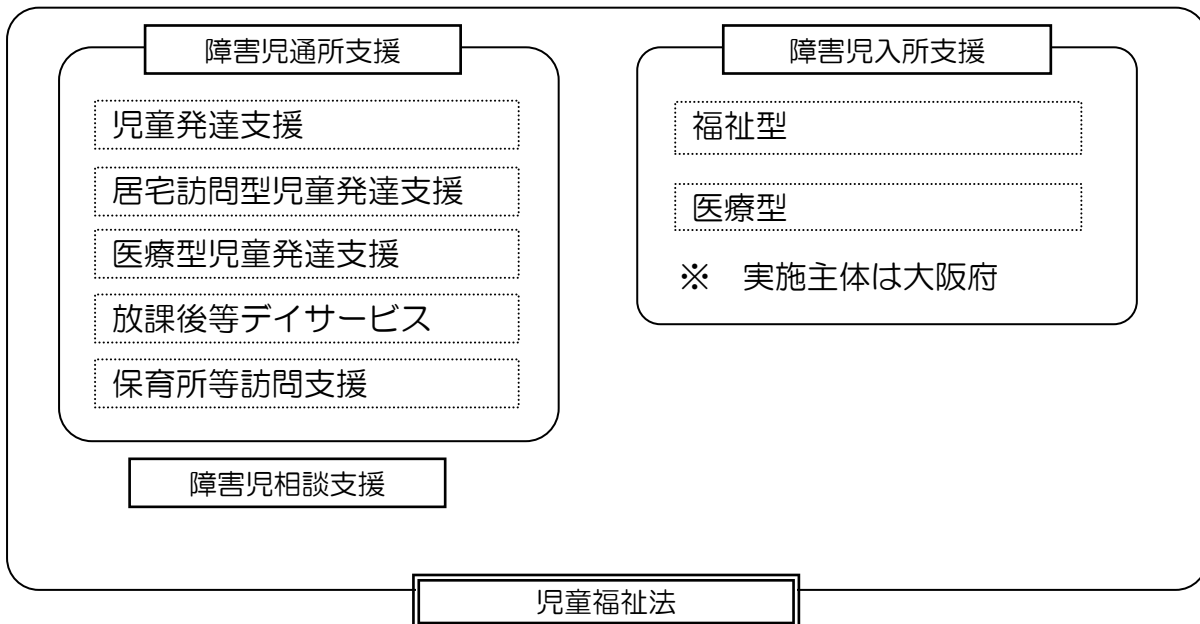 障害児通所支援
児童発達支援
居宅訪問型児童発達支援
医療型児童発達支援
放課後等デイサービス
保育所等訪問支援
障害児相談支援
障害児入所支援
福祉型
医療型
※　実施主体は大阪府
児童福祉法